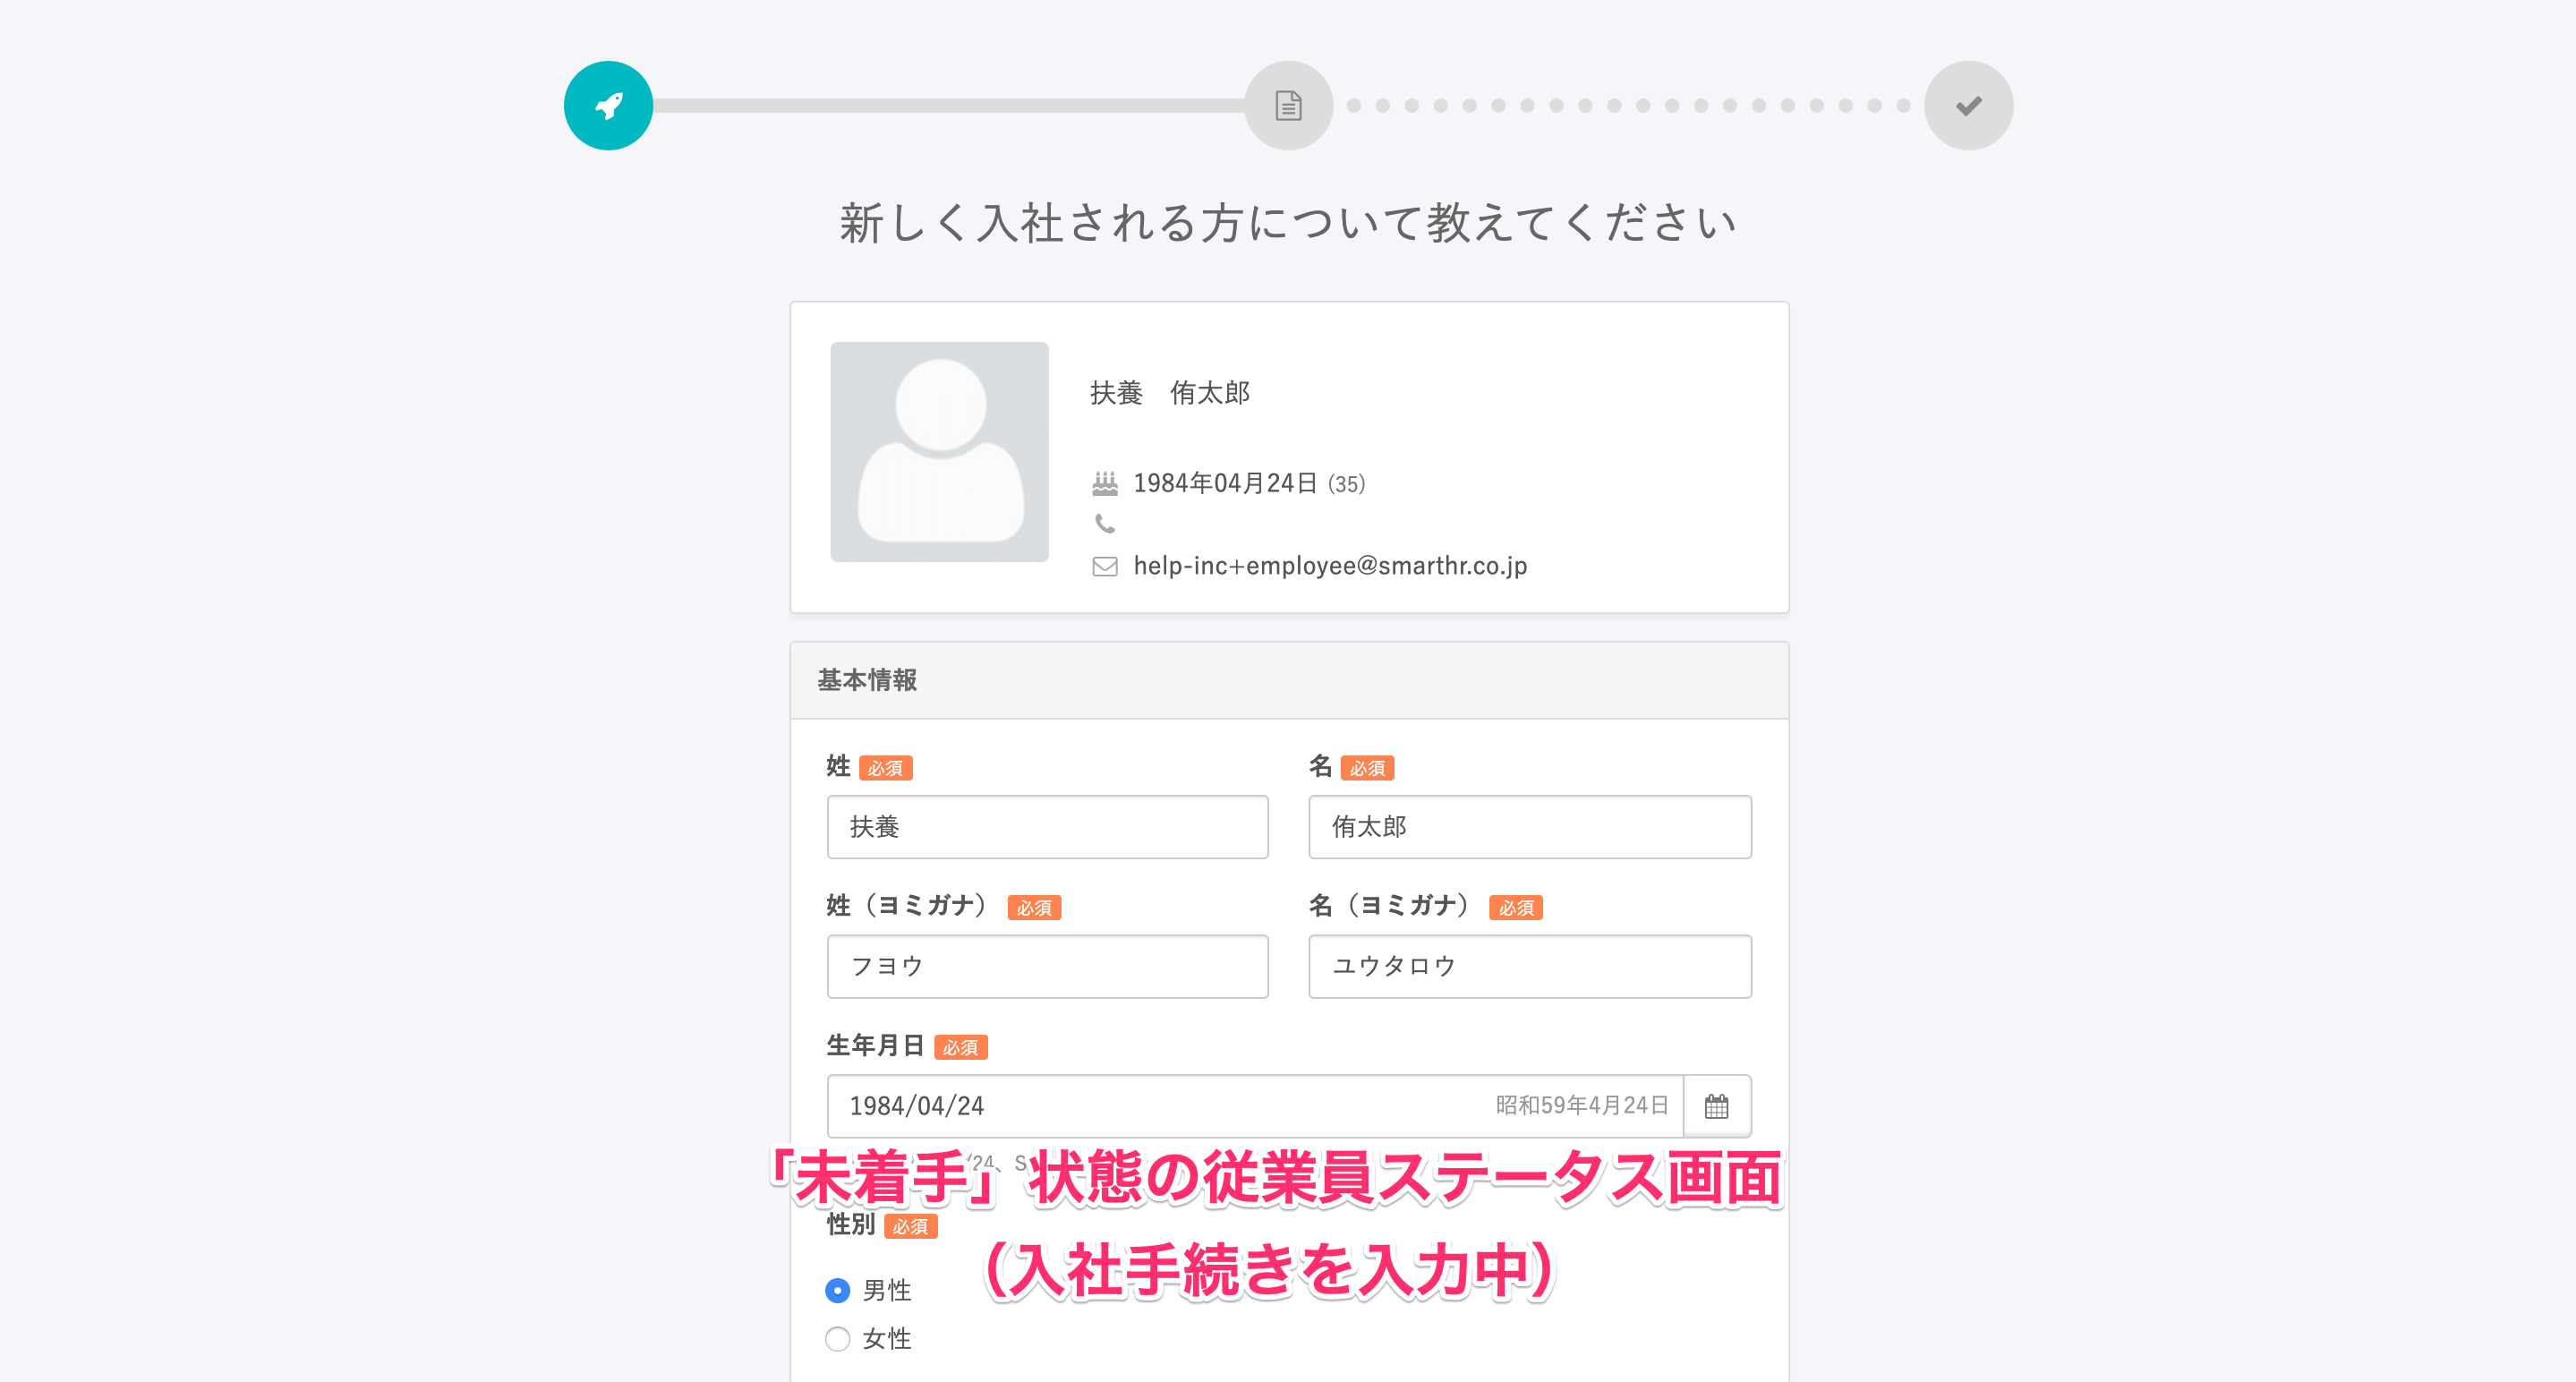 新しく入社される方について教えてください
扶養　侑太郎
1984年04月24日 (35)
help-inc+employee@smarthr.co.jp
基本情報
姓 必須
名 必須
扶養
侑太郎
姓（ヨミガナ） 必須
名（ヨミガナ） 必須
フヨウ
ユウタロウ
生年月日 必須
1984/04/24
昭和59年4月24日
/24、S
「未着手」状態の従業員ステータス画面
性別 必須
（入社手続きを入力中）
男性
女性